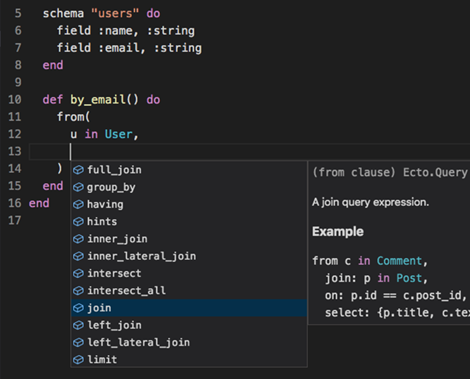 5 schema "users" do
6 field :name, :string
7 field :email, :string
8 end
9
10 def by_email() do
11 from(
12 u in User,
13
14 )
15 end
16 end
17
full_join
group_by
having
hints
inner_join
inner_lateral_join
intersect
intersect_all
join
left_join
left_lateral_join
limit
(from clause) Ecto.Query
A join query expression.
Example
from c in Comment,
join: p in Post,
on: p.id == c.post_id,
select: {p.title, c.te